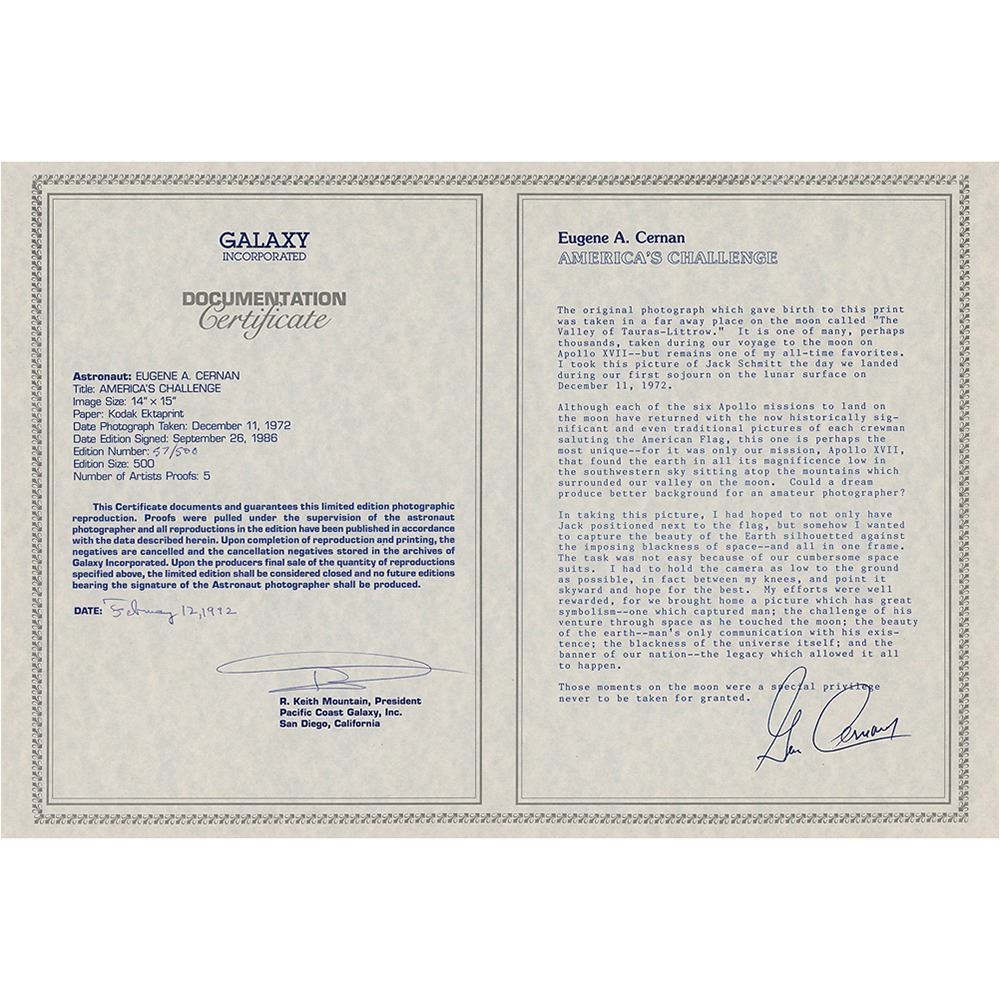 GALAXY
INCORPORATED
DOCUMENTATION
Certificate
Astronaut: EUGENE A. CERNAN
Title: AMERICA'S CHALLENGE
Image Size: 14" x 15"
Paper: Kodak Ektaprint
Date Photograph Taken: December 11, 1972
Date Edition Signed: September 26, 1986
Edition Number: 57/500
Edition Size: 500
Number of Artists Proofs: 5
This Certificate documents and guarantees this limited edition photographic
reproduction. Proofs were pulled under the supervision of the astronaut
photographer and all reproductions in the edition have been published in accordance
with the data described herein. Upon completion of reproduction and printing, the
negatives are cancelled and the cancellation negatives stored in the archives of
Galaxy Incorporated. Upon the producers final sale of the quantity of reproductions
specified above, the limited edition shall be considered closed and no future editions
bearing the signature of the Astronaut photographer shall be produced.
DATE: February 12, 1992
R. Keith Mountain, President
Pacific Coast Galaxy, Inc.
San Diego, California
Eugene A. Cernan
AMERICA'S CHALLENGE
The original photograph which gave birth to this print
was taken in a far away place on the moon called "The
Valley of Tauras-Littrow." It is one of many, perhaps
thousands, taken during our voyage to the moon on
Apollo XVII--but remains one of my all-time favorites.
I took this picture of Jack Schmitt the day we landed
during our first sojourn on the lunar surface on
December 11, 1972.
Although each of the six Apollo missions to land on
the moon have returned with the now historically sig-
nificant and even traditional pictures of each crewman
saluting the American Flag, this one is perhaps the
most unique--for it was only our mission, Apollo XVII,
that found the earth in all its magnificence low in
the southwestern sky sitting atop the mountains which
surrounded our valley on the moon. Could a dream
produce better background for an amateur photographer?
In taking this picture, I had hoped to not only have
Jack positioned next to the flag, but somehow I wanted
to capture the beauty of the Earth silhouetted against
the imposing blackness of space--and all in one frame.
The task was not easy because of our cumbersome space
suits. I had to hold the camera as low to the ground
as possible, in fact between my knees, and point it
skyward and hope for the best. My efforts were well
rewarded, for we brought home a picture which has great
symbolism--one which captured man; the challenge of his
venture through space as he touched the moon; the beauty
of the earth--man's only communication with his exis-
tence; the blackness of the universe itself; and the
banner of our nation--the legacy which allowed it all
to happen.
Those moments on the moon were a special privilege
never to be taken for granted.
Gene Cernan